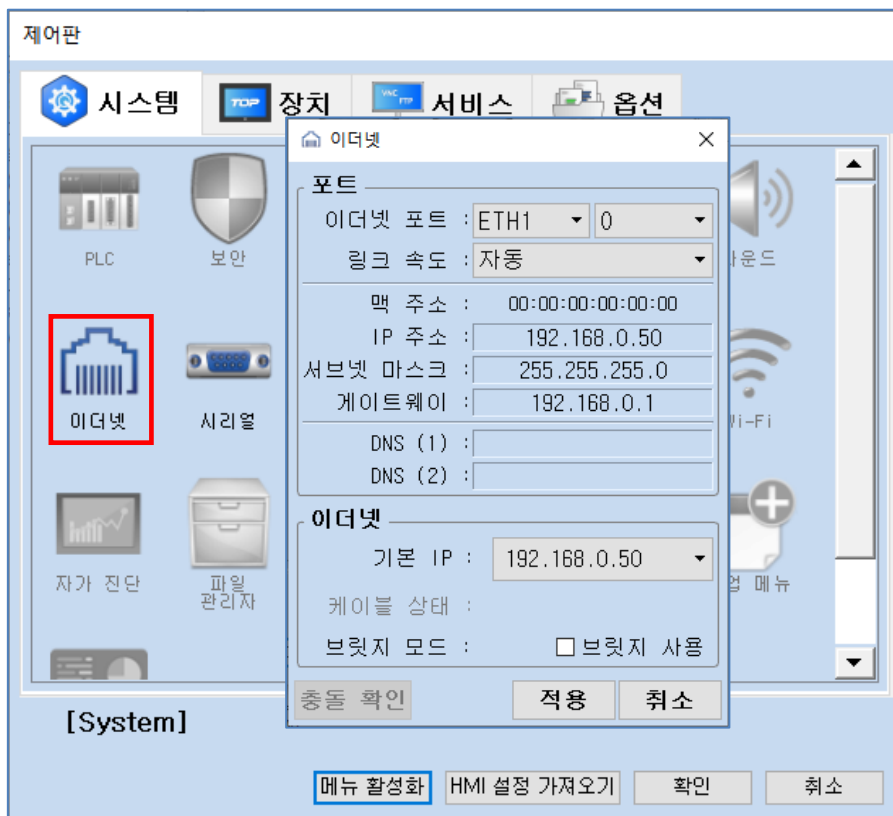 제어판
시스템 TOP 장치 VNC FTP 서비스 옵션
PLC 보안
이더넷 시리얼 Wi-Fi
자가 진단 파일 관리자 메뉴
이더넷
포트
이더넷 포트 : ETH1 0
링크 속도 : 자동
맥 주소 : 00:00:00:00:00:00
IP 주소 : 192.168.0.50
서브넷 마스크 : 255.255.255.0
게이트웨이 : 192.168.0.1
DNS (1) :
DNS (2) :
이더넷
기본 IP : 192.168.0.50
케이블 상태 :
브릿지 모드 : 브릿지 사용
충돌 확인 적용 취소
[System]
메뉴 활성화 HMI 설정 가져오기 확인 취소